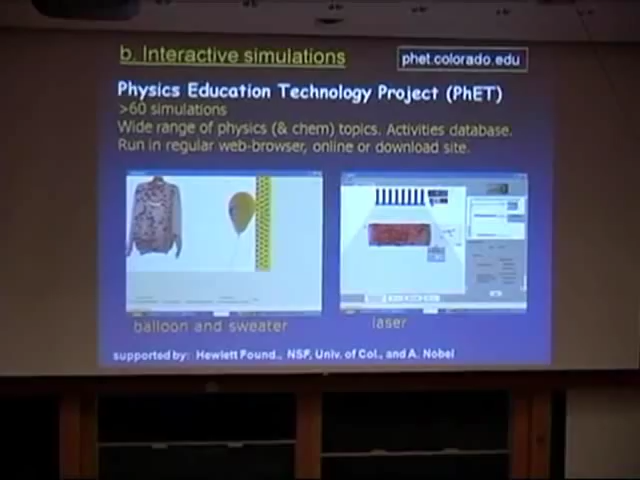 b. Interactive simulations
phet.colorado.edu
Physics Education Technology Project (PhET)
>60 simulations
Wide range of physics (& chem) topics. Activities database.
Run in regular web-browser, online or download site.
balloon and sweater
laser
supported by: Hewlett Found., NSF, Univ. of Col., and A. Nobel